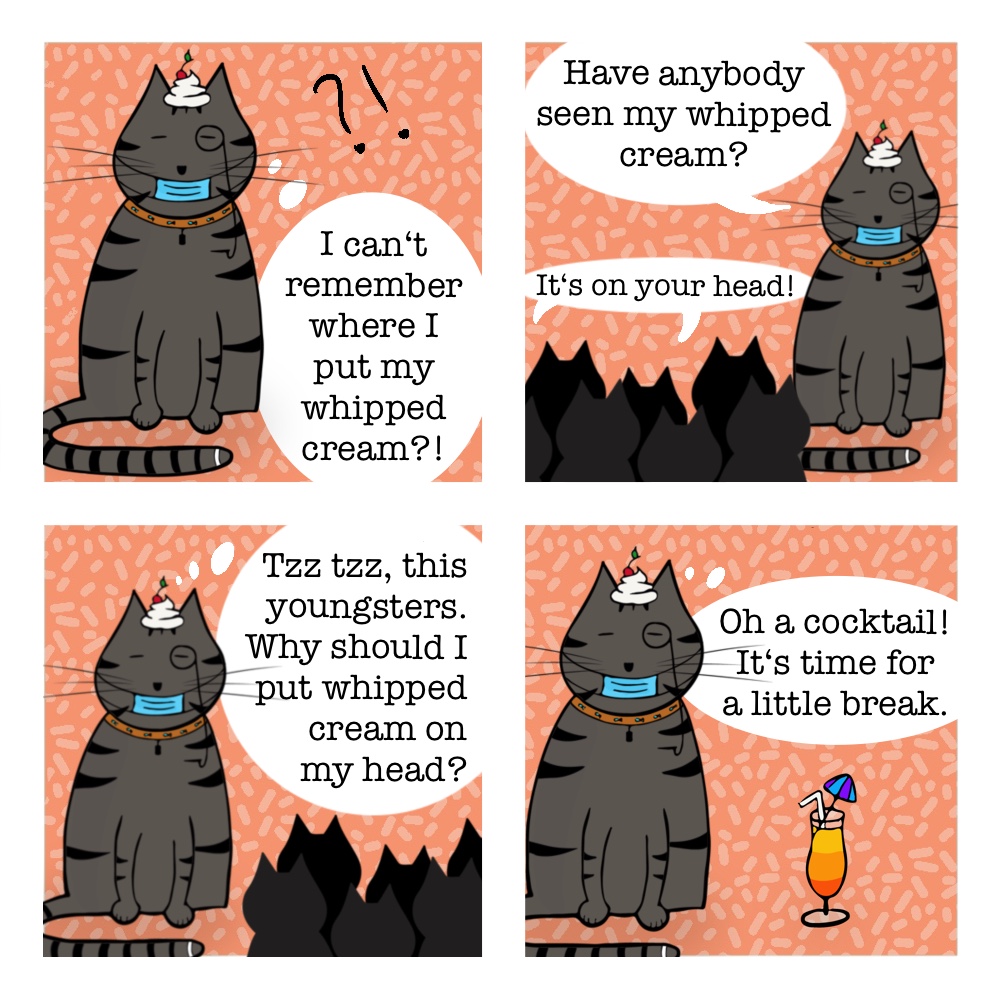 ?!
I can‘t
remember
where I
put my
whipped
cream?!
Have anybody
seen my whipped
cream?
It‘s on your head!
Tzz tzz, this
youngsters.
Why should I
put whipped
cream on
my head?
Oh a cocktail!
It‘s time for
a little break.